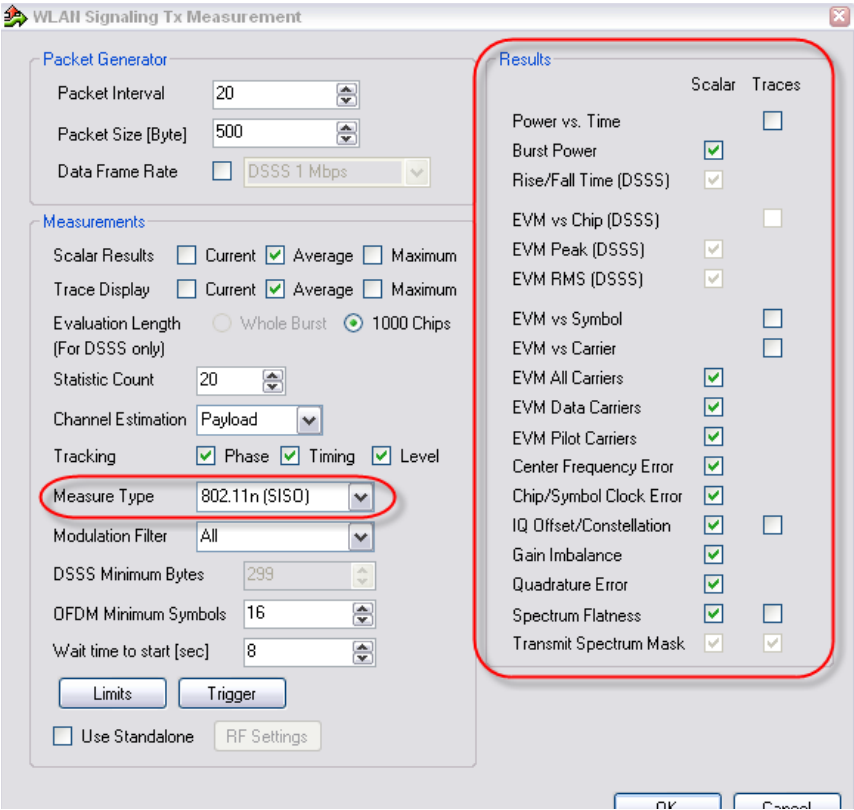 WLAN Signaling Tx Measurement
Packet Generator
Packet Interval 20
Packet Size [Byte] 500
Data Frame Rate DSSS 1 Mbps
Measurements
Scalar Results Current Average Maximum
Trace Display Current Average Maximum
Evaluation Length Whole Burst 1000 Chips
(For DSSS only)
Statistic Count 20
Channel Estimation Payload
Tracking Phase Timing Level
Measure Type 802.11n (SISO)
Modulation Filter All
DSSS Minimum Bytes 299
OFDM Minimum Symbols 16
Wait time to start [sec] 8
Limits Trigger
Use Standalone RF Settings
Results
Scalar Traces
Power vs. Time
Burst Power
Rise/Fall Time (DSSS)
EVM vs Chip (DSSS)
EVM Peak (DSSS)
EVM RMS (DSSS)
EVM vs Symbol
EVM vs Carrier
EVM All Carriers
EVM Data Carriers
EVM Pilot Carriers
Center Frequency Error
Chip/Symbol Clock Error
IQ Offset/Constellation
Gain Imbalance
Quadrature Error
Spectrum Flatness
Transmit Spectrum Mask
OK Cancel